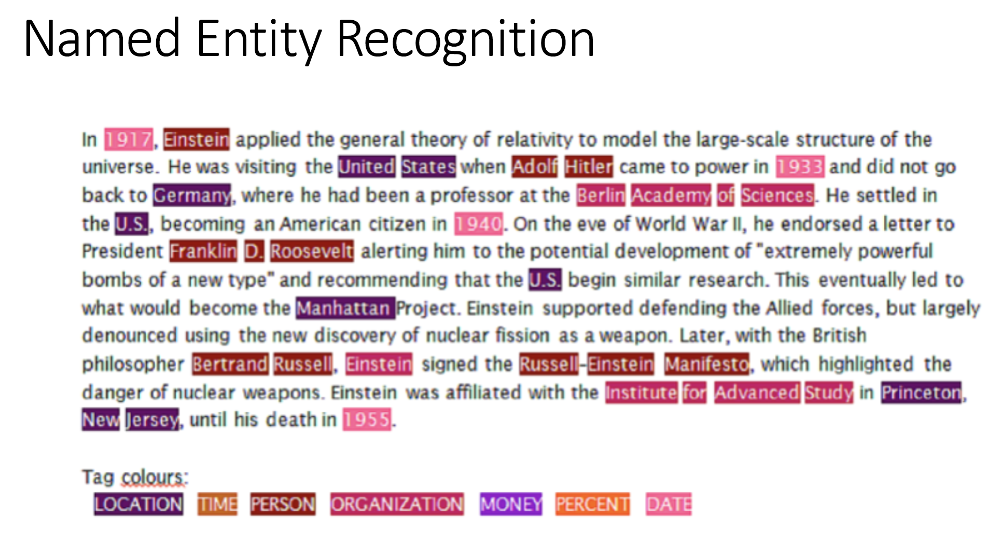 Named Entity Recognition
In 1917, Einstein applied the general theory of relativity to model the large-scale structure of the
universe. He was visiting the United States when Adolf Hitler came to power in 1933 and did not go
back to Germany, where he had been a professor at the Berlin Academy of Sciences. He settled in
the U.S., becoming an American citizen in 1940. On the eve of World War II, he endorsed a letter to
President Franklin D. Roosevelt alerting him to the potential development of "extremely powerful
bombs of a new type" and recommending that the U.S. begin similar research. This eventually led to
what would become the Manhattan Project. Einstein supported defending the Allied forces, but largely
denounced using the new discovery of nuclear fission as a weapon. Later, with the British
philosopher Bertrand Russell, Einstein signed the Russell-Einstein Manifesto, which highlighted the
danger of nuclear weapons. Einstein was affiliated with the Institute for Advanced Study in Princeton,
New Jersey, until his death in 1955.
Tag colours:
LOCATION TIME PERSON ORGANIZATION MONEY PERCENT DATE